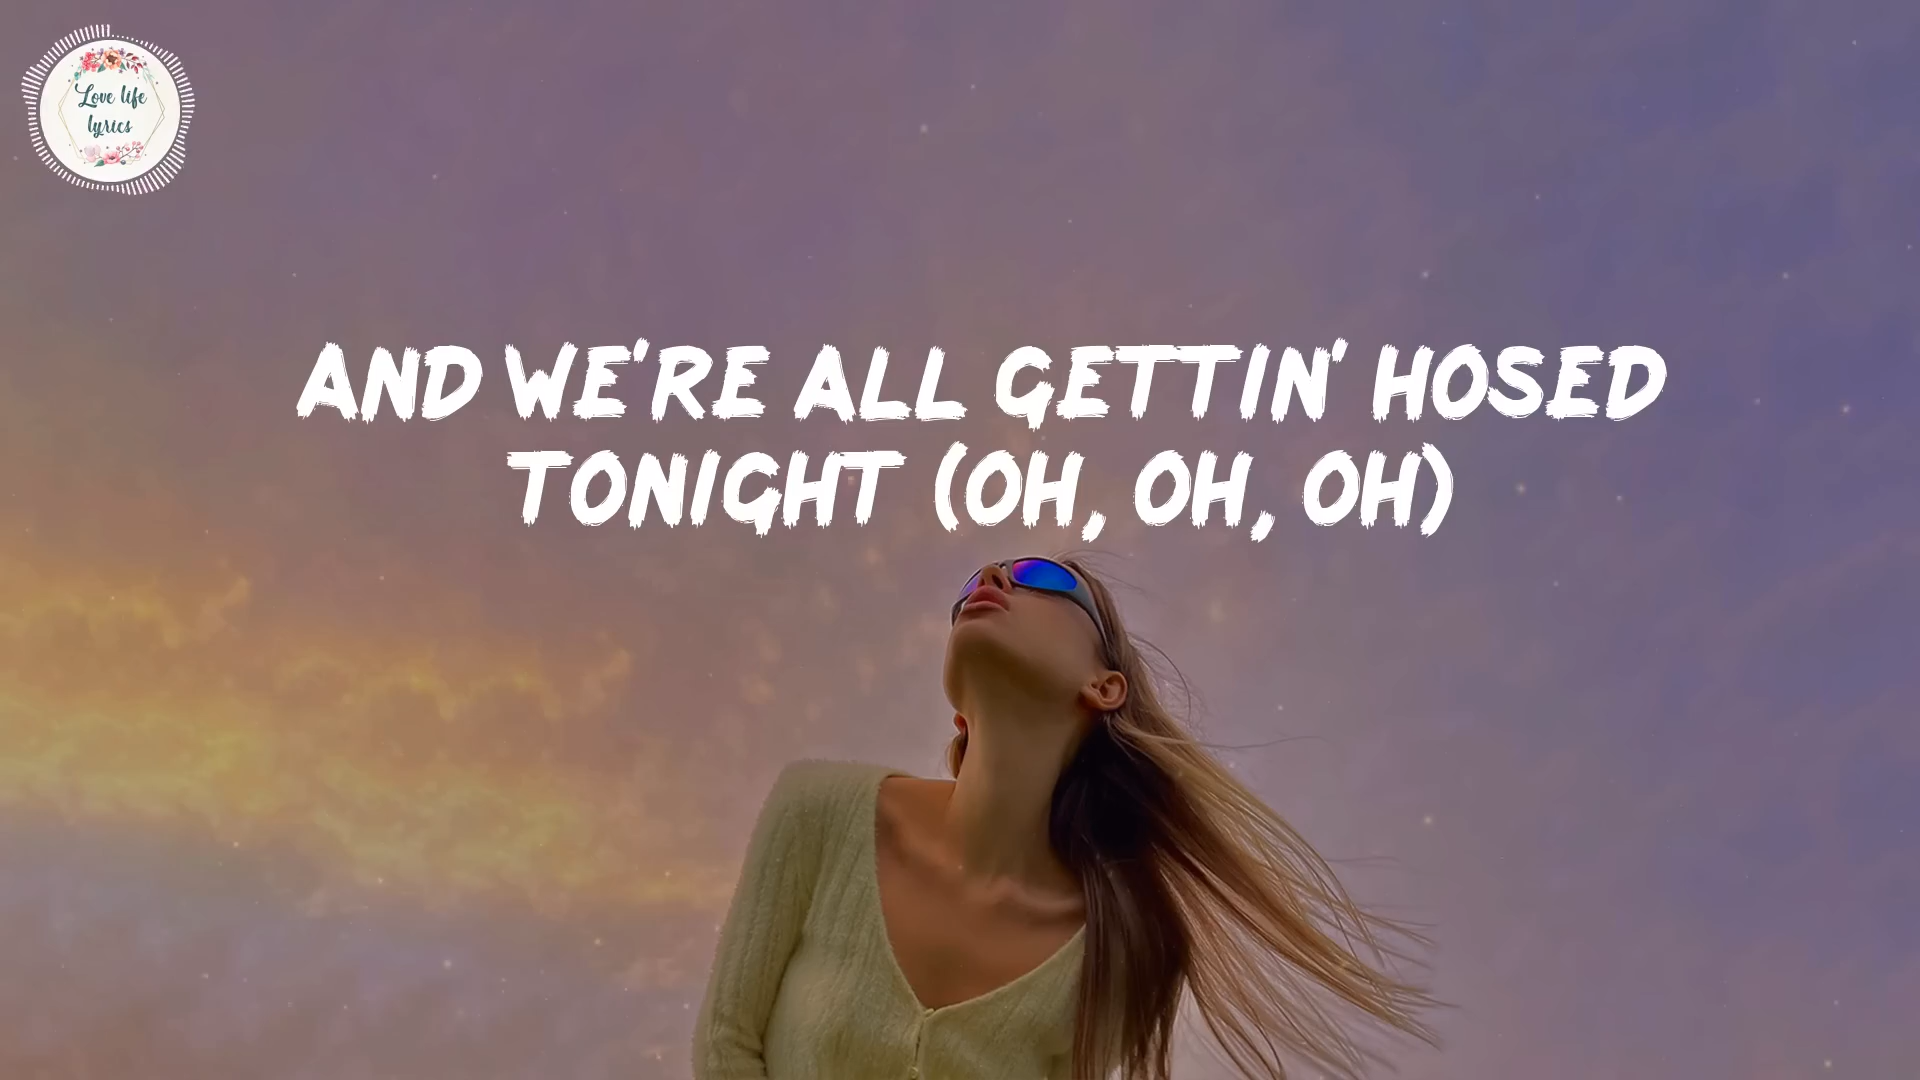 Love life
lyrics
AND WE'RE ALL GETTIN' HOSED
TONIGHT (OH, OH, OH)